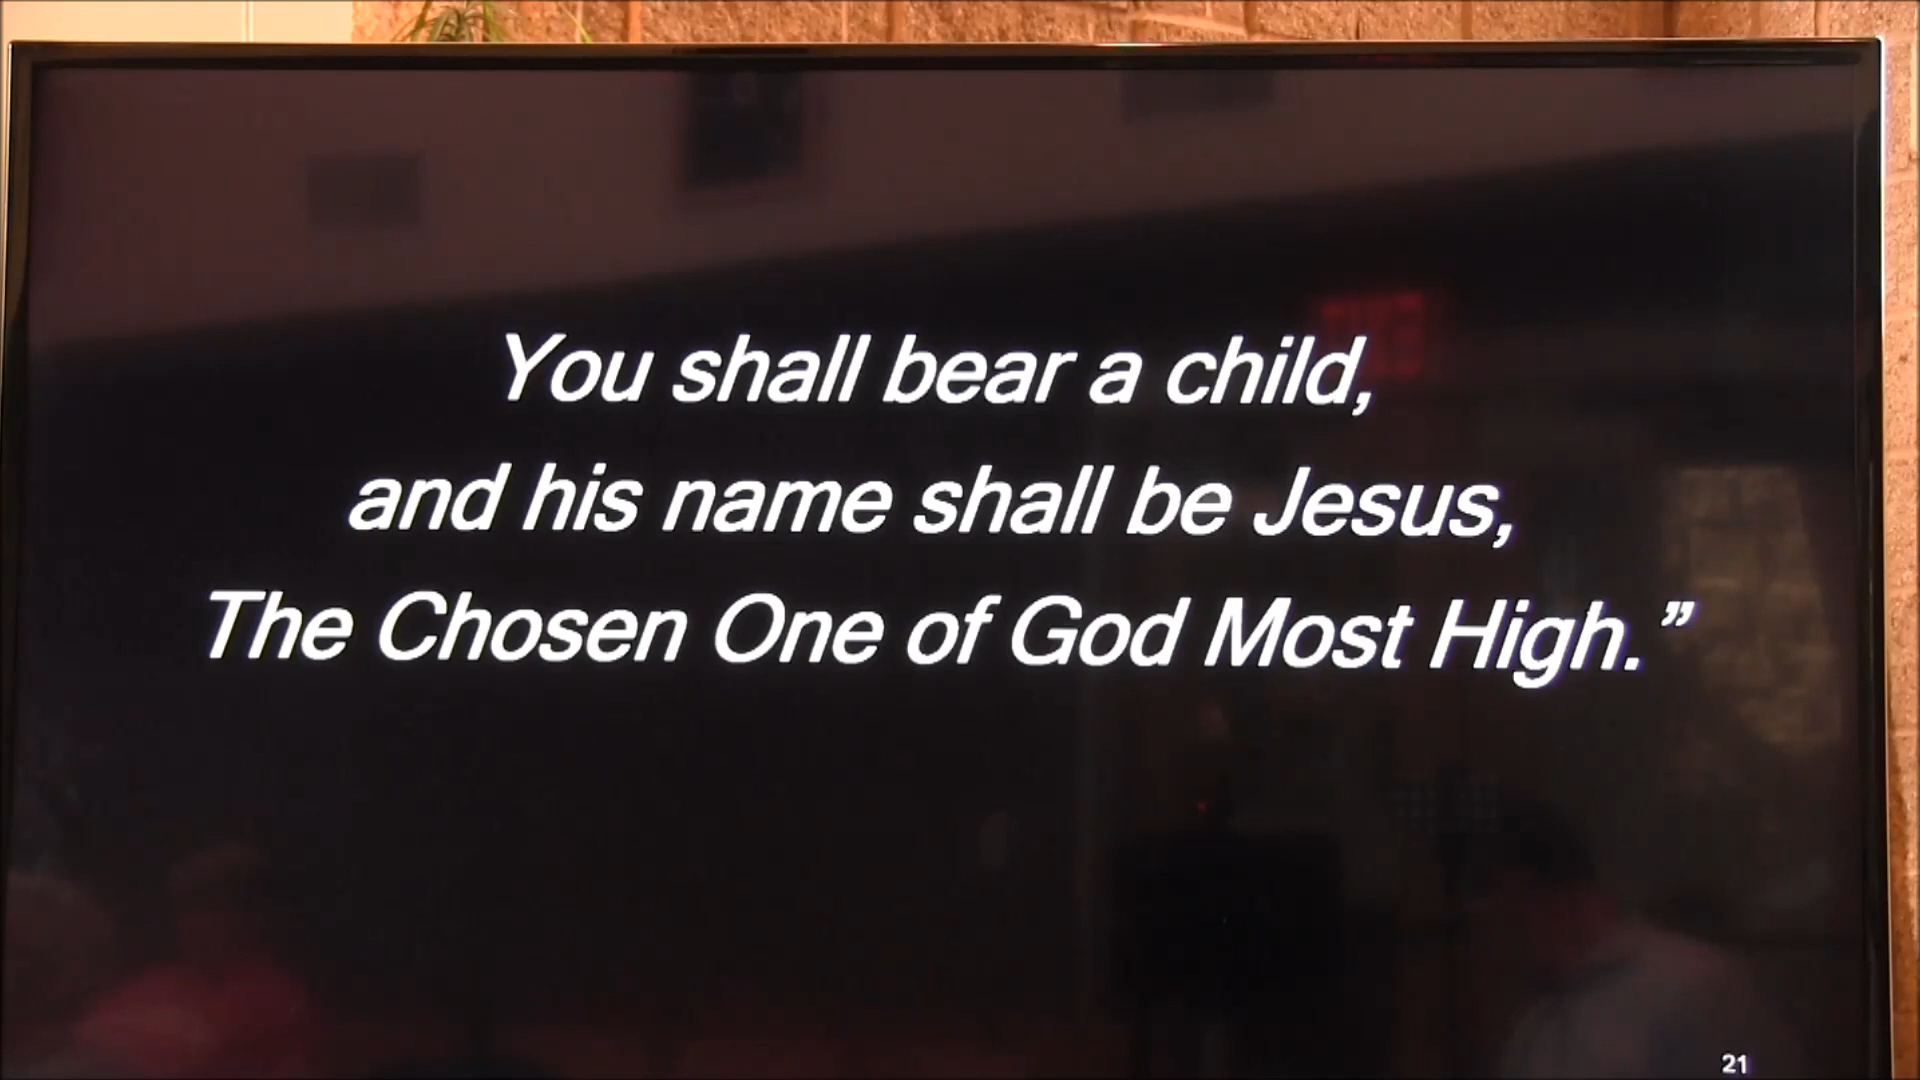 You shall bear a child,
and his name shall be Jesus,
The Chosen One of God Most High.”
21